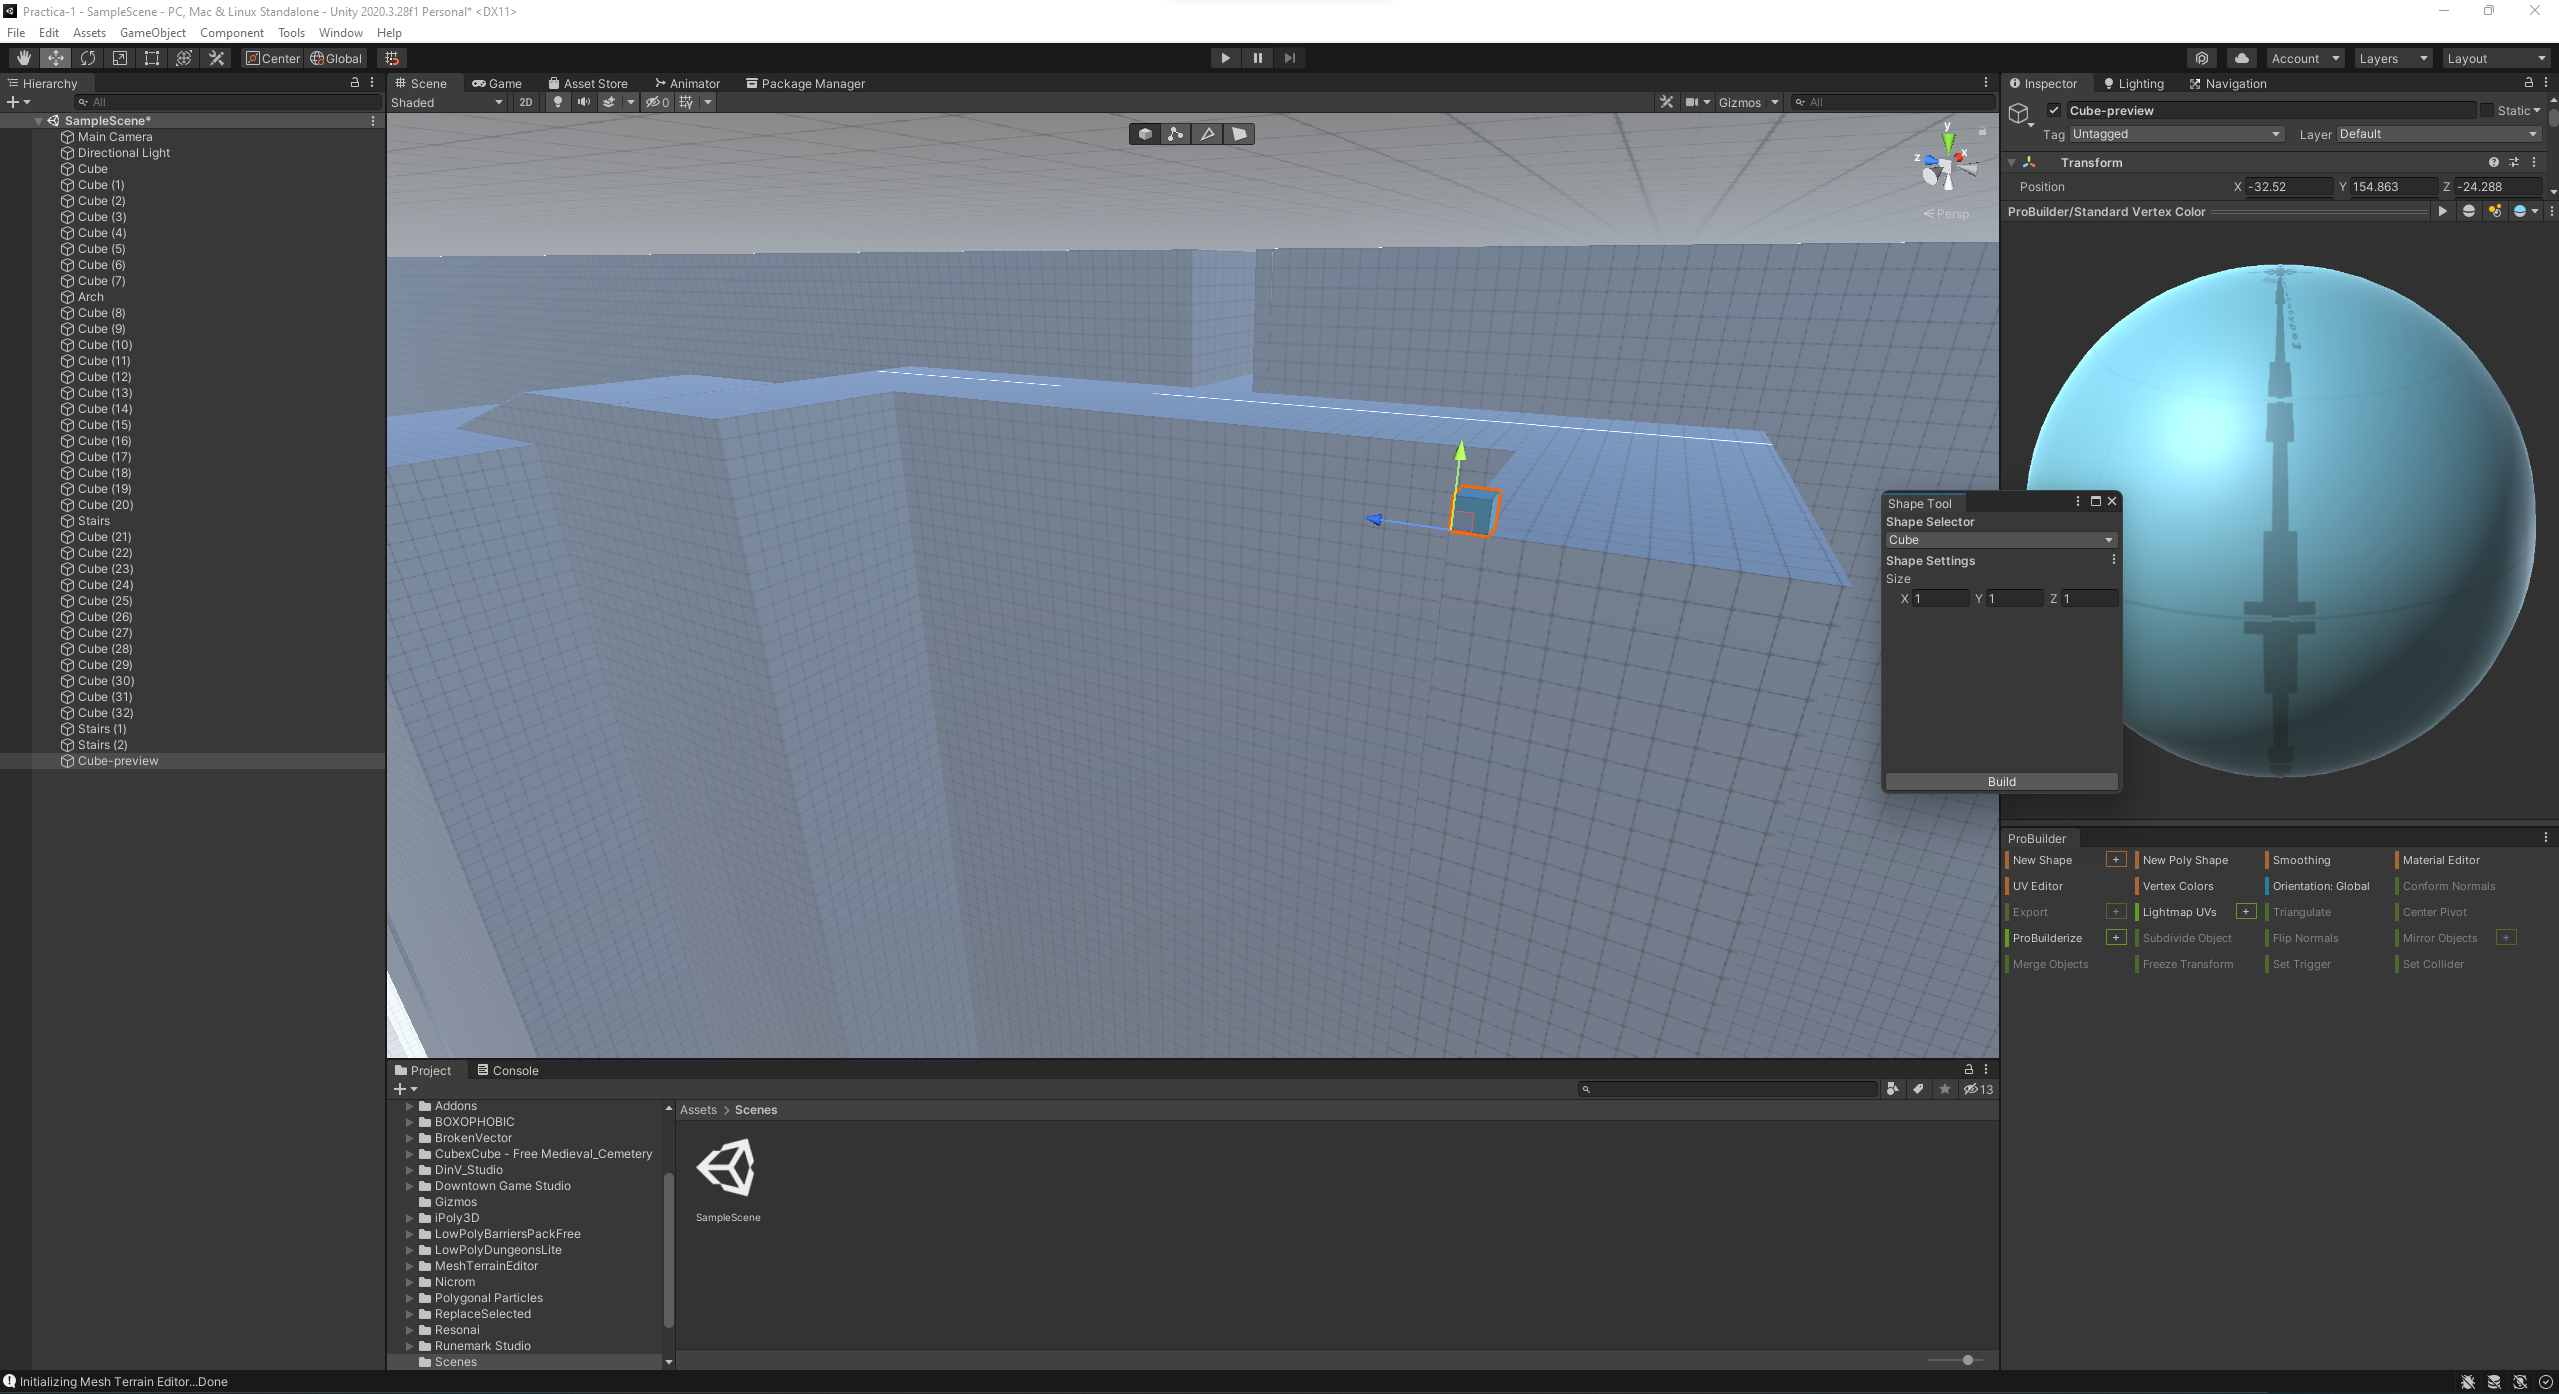 Practica-1 - SampleScene - PC, Mac & Linux Standalone - Unity 2020.3.28f1 Personal* <DX11>
File Edit Assets GameObject Component Tools Window Help
Center Global Account Layers Layout
Hierarchy
All
SampleScene*
Main Camera
Directional Light
Cube
Cube (1)
Cube (2)
Cube (3)
Cube (4)
Cube (5)
Cube (6)
Cube (7)
Arch
Cube (8)
Cube (9)
Cube (10)
Cube (11)
Cube (12)
Cube (13)
Cube (14)
Cube (15)
Cube (16)
Cube (17)
Cube (18)
Cube (19)
Cube (20)
Stairs
Cube (21)
Cube (22)
Cube (23)
Cube (24)
Cube (25)
Cube (26)
Cube (27)
Cube (28)
Cube (29)
Cube (30)
Cube (31)
Cube (32)
Stairs (1)
Stairs (2)
Cube-preview
Scene Game Asset Store Animator Package Manager
Shaded 2D 0 Gizmos All
y
z x
Persp
Inspector Lighting Navigation
Cube-preview Static
Tag Untagged Layer Default
Transform
Position X -32.52 Y 154.863 Z -24.288
ProBuilder/Standard Vertex Color
Shape Tool
Shape Selector
Cube
Shape Settings
Size
X 1 Y 1 Z 1
Build
ProBuilder
New Shape + New Poly Shape Smoothing Material Editor
UV Editor Vertex Colors Orientation: Global Conform Normals
Export + Lightmap UVs + Triangulate Center Pivot
ProBuilderize + Subdivide Object Flip Normals Mirror Objects +
Merge Objects Freeze Transform Set Trigger Set Collider
Project Console
13
Addons
BOXOPHOBIC
BrokenVector
CubexCube - Free Medieval_Cemetery
DinV_Studio
Downtown Game Studio
Gizmos
iPoly3D
LowPolyBarriersPackFree
LowPolyDungeonsLite
MeshTerrainEditor
Nicrom
Polygonal Particles
ReplaceSelected
Resonai
Runemark Studio
Scenes
Assets > Scenes
SampleScene
Initializing Mesh Terrain Editor...Done